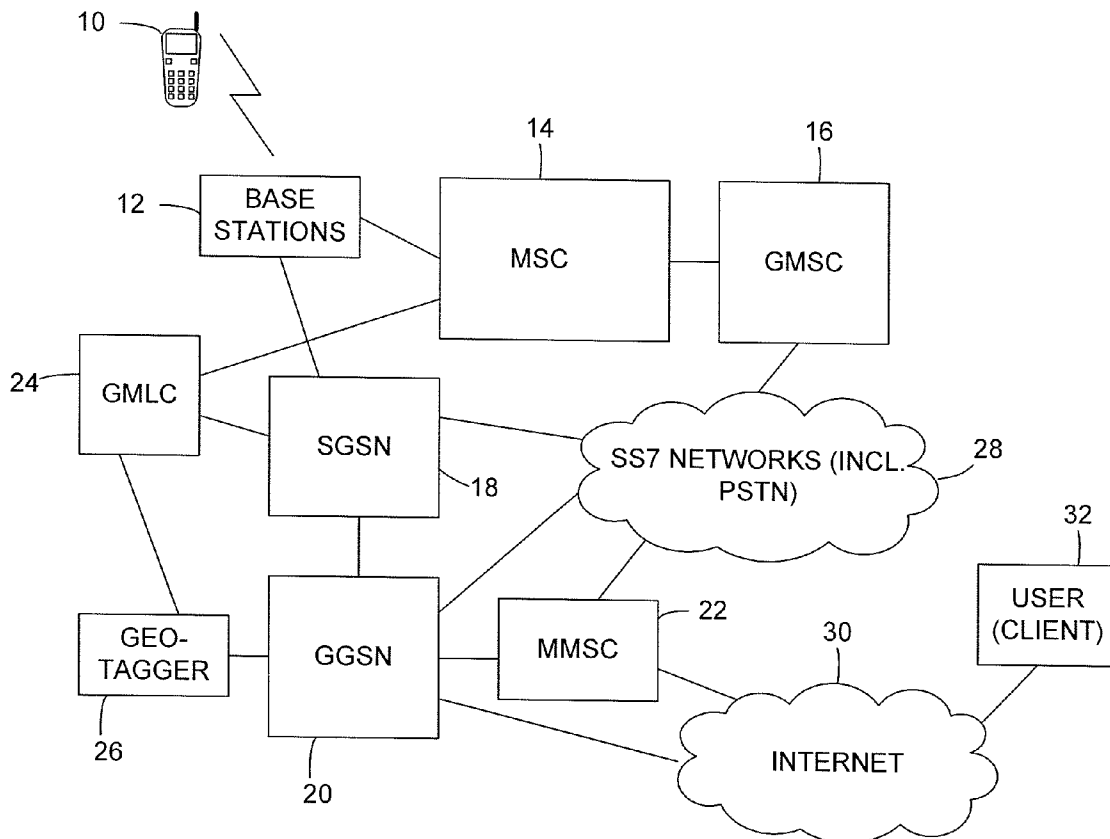 10
14
16
12
BASE
STATIONS
MSC
GMSC
24
GMLC
SGSN
18
SS7 NETWORKS (INCL.
PSTN)
28
32
USER
(CLIENT)
GEO-
TAGGER
26
GGSN
20
MMSC
22
30
INTERNET